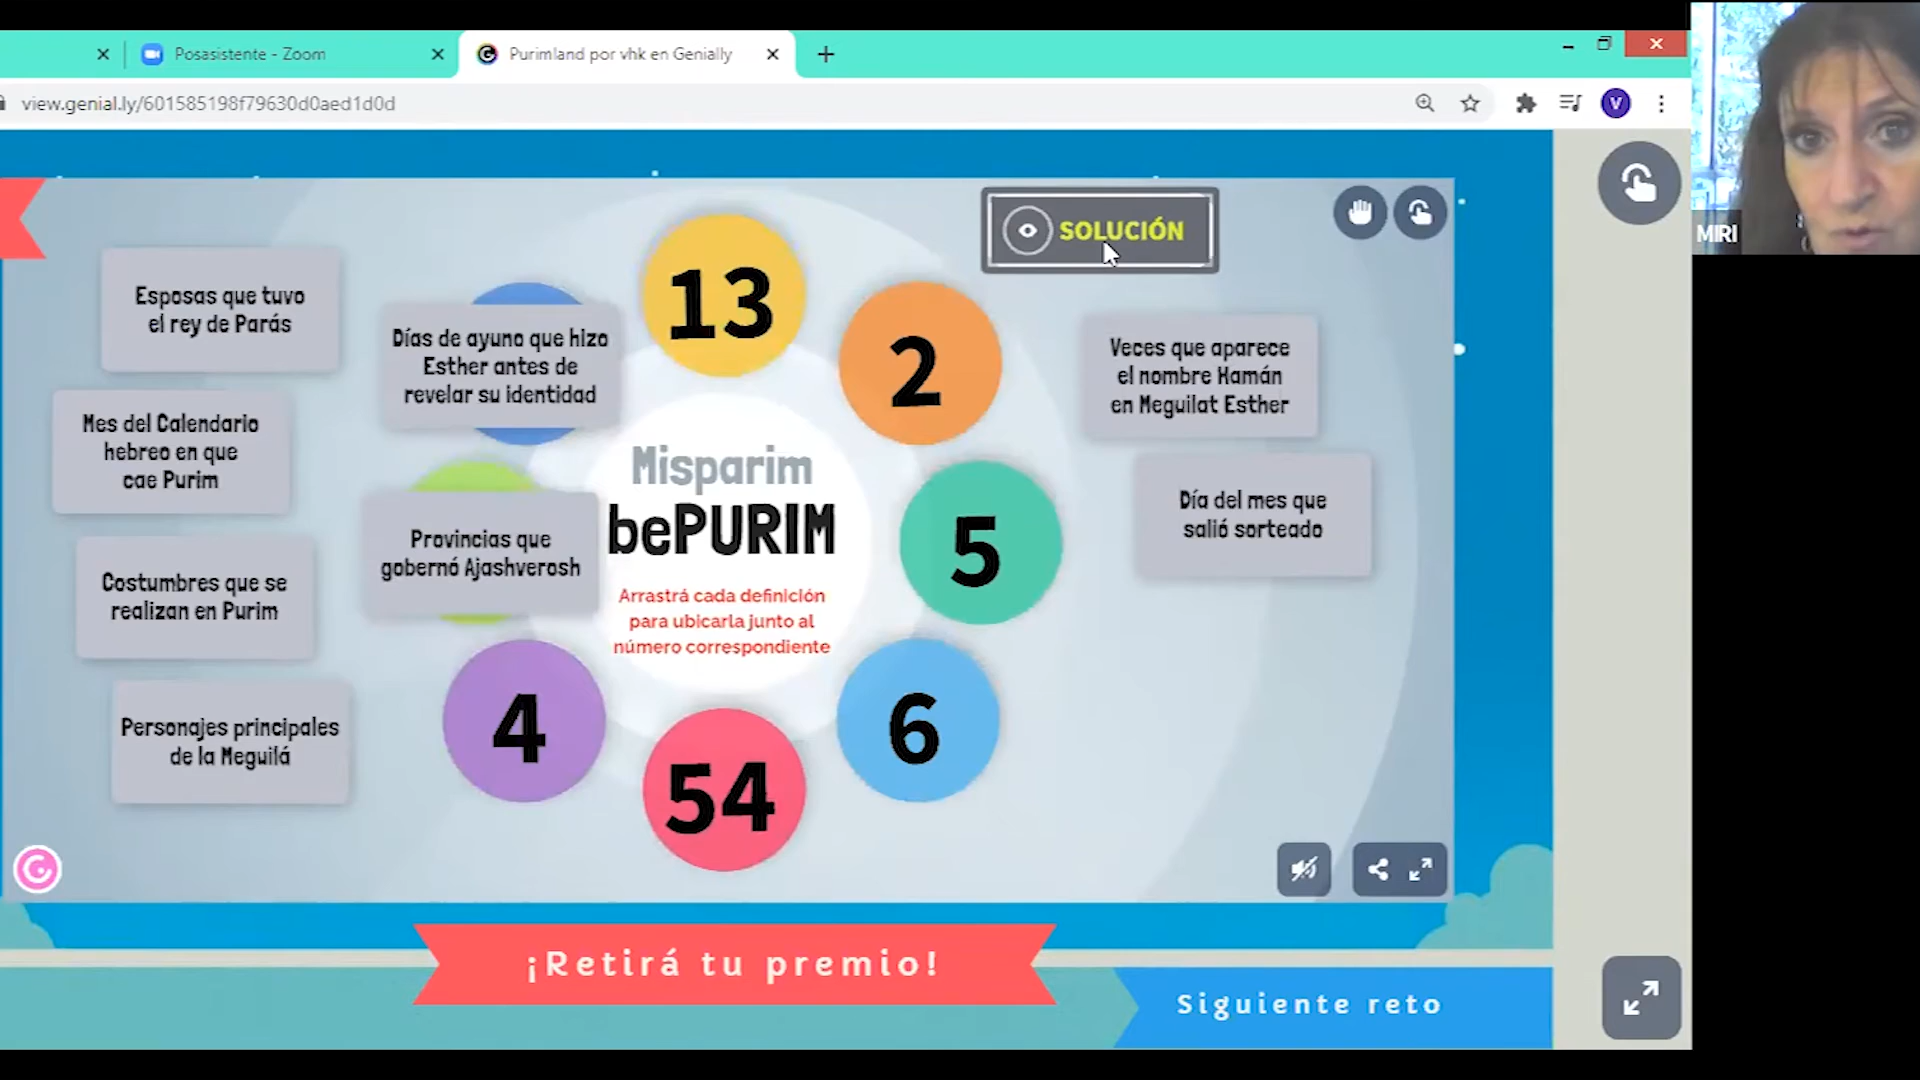 Posasistente - Zoom
Purimland por vhk en Genially
view.genial.ly/601585198f79630d0aed1d0d
V
MIRI
SOLUCIÓN
Esposas que tuvo
el rey de Parás
Días de ayuno que hizo
Esther antes de
revelar su identidad
13
2
Veces que aparece
el nombre Hamán
en Meguilat Esther
Mes del Calendario
hebreo en que
cae Purim
Día del mes que
salió sorteado
Misparim
bePURIM
Provincias que
gobernó Ajashverosh
5
Costumbres que se
realizan en Purim
Arrastrá cada definición
para ubicarla junto al
número correspondiente
4
6
Personajes principales
de la Meguilá
54
¡Retirá tu premio!
Siguiente reto